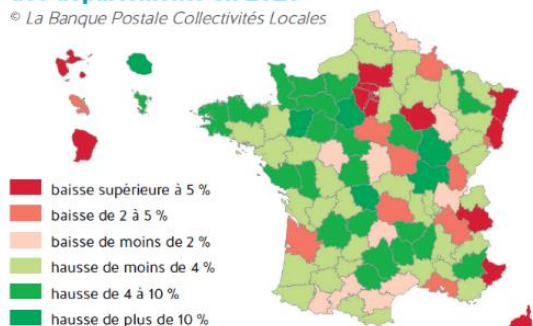 © La Banque Postale Collectivités Locales
baisse supérieure à 5 %
baisse de 2 à 5 %
baisse de moins de 2 %
hausse de moins de 4 %
hausse de 4 à 10 %
hausse de plus de 10 %